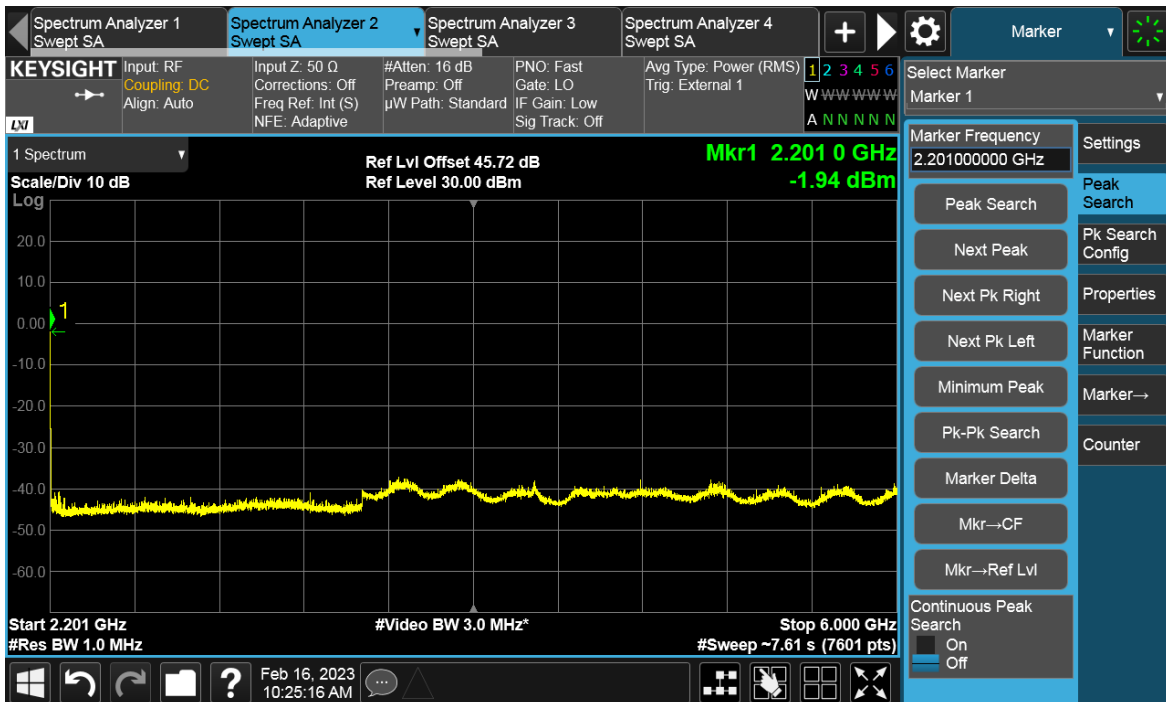 Spectrum Analyzer 1
Swept SA
Spectrum Analyzer 2
Swept SA
Spectrum Analyzer 3
Swept SA
Spectrum Analyzer 4
Swept SA
+
Marker
KEYSIGHT
LXI
Input: RF
Coupling: DC
Align: Auto
Input Z: 50 Ω
Corrections: Off
Freq Ref: Int (S)
NFE: Adaptive
#Atten: 16 dB
Preamp: Off
µW Path: Standard
PNO: Fast
Gate: LO
IF Gain: Low
Sig Track: Off
Avg Type: Power (RMS)
Trig: External 1
1 2 3 4 5 6
W W W W W W
A N N N N N
Select Marker
Marker 1
1 Spectrum
Scale/Div 10 dB
Log
Ref Lvl Offset 45.72 dB
Ref Level 30.00 dBm
Mkr1 2.201 0 GHz
-1.94 dBm
20.0
10.0
0.00
-10.0
-20.0
-30.0
-40.0
-50.0
-60.0
1
Start 2.201 GHz
#Res BW 1.0 MHz
#Video BW 3.0 MHz*
Stop 6.000 GHz
#Sweep ~7.61 s (7601 pts)
Marker Frequency
2.201000000 GHz
Peak Search
Next Peak
Next Pk Right
Next Pk Left
Minimum Peak
Pk-Pk Search
Marker Delta
Mkr→CF
Mkr→Ref Lvl
Continuous Peak
Search
On
Off
Settings
Peak
Search
Pk Search
Config
Properties
Marker
Function
Marker→
Counter
?
Feb 16, 2023
10:25:16 AM